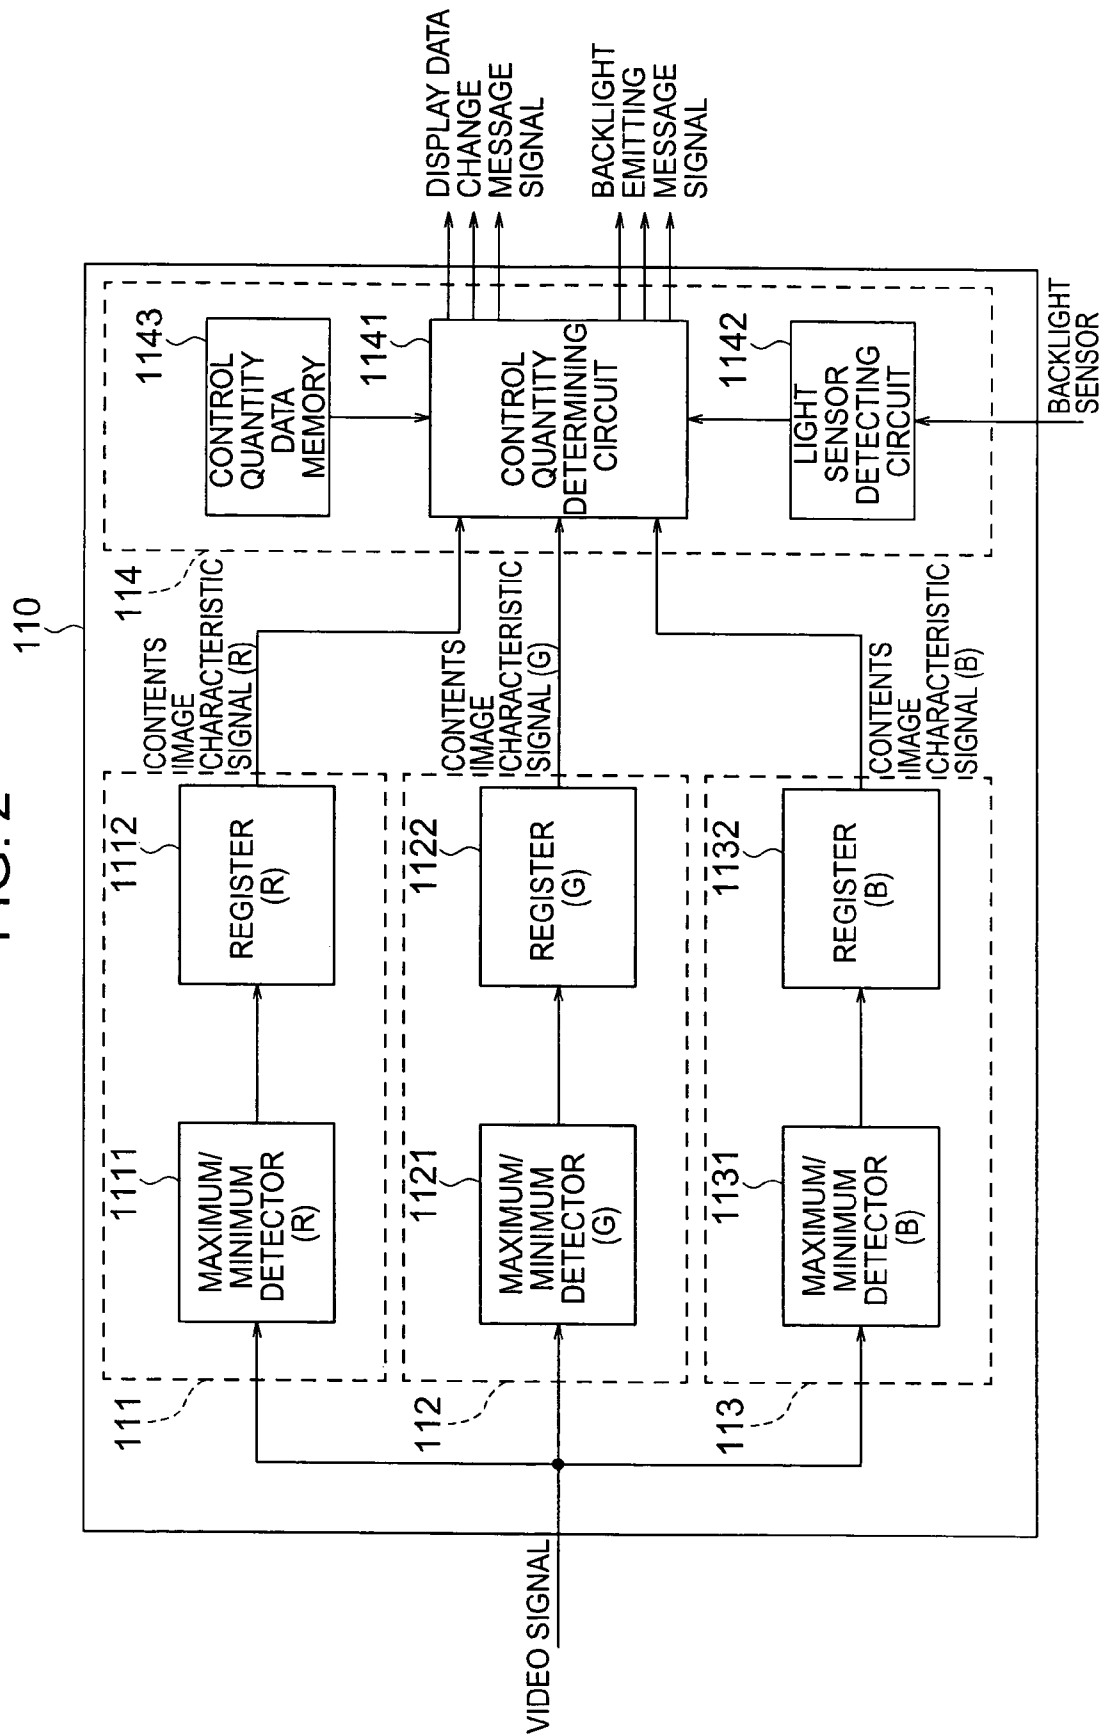 FIG. 2
110
VIDEO SIGNAL
111
1111
MAXIMUM/
MINIMUM
DETECTOR
(R)
1112
REGISTER
(R)
CONTENTS
IMAGE
CHARACTERISTIC
SIGNAL (R)
112
1121
MAXIMUM/
MINIMUM
DETECTOR
(G)
1122
REGISTER
(G)
CONTENTS
IMAGE
CHARACTERISTIC
SIGNAL (G)
113
1131
MAXIMUM/
MINIMUM
DETECTOR
(B)
1132
REGISTER
(B)
CONTENTS
IMAGE
CHARACTERISTIC
SIGNAL (B)
114
1143
CONTROL
QUANTITY
DATA
MEMORY
1141
CONTROL
QUANTITY
DETERMINING
CIRCUIT
1142
LIGHT
SENSOR
DETECTING
CIRCUIT
BACKLIGHT
SENSOR
DISPLAY DATA
CHANGE
MESSAGE
SIGNAL
BACKLIGHT
EMITTING
MESSAGE
SIGNAL